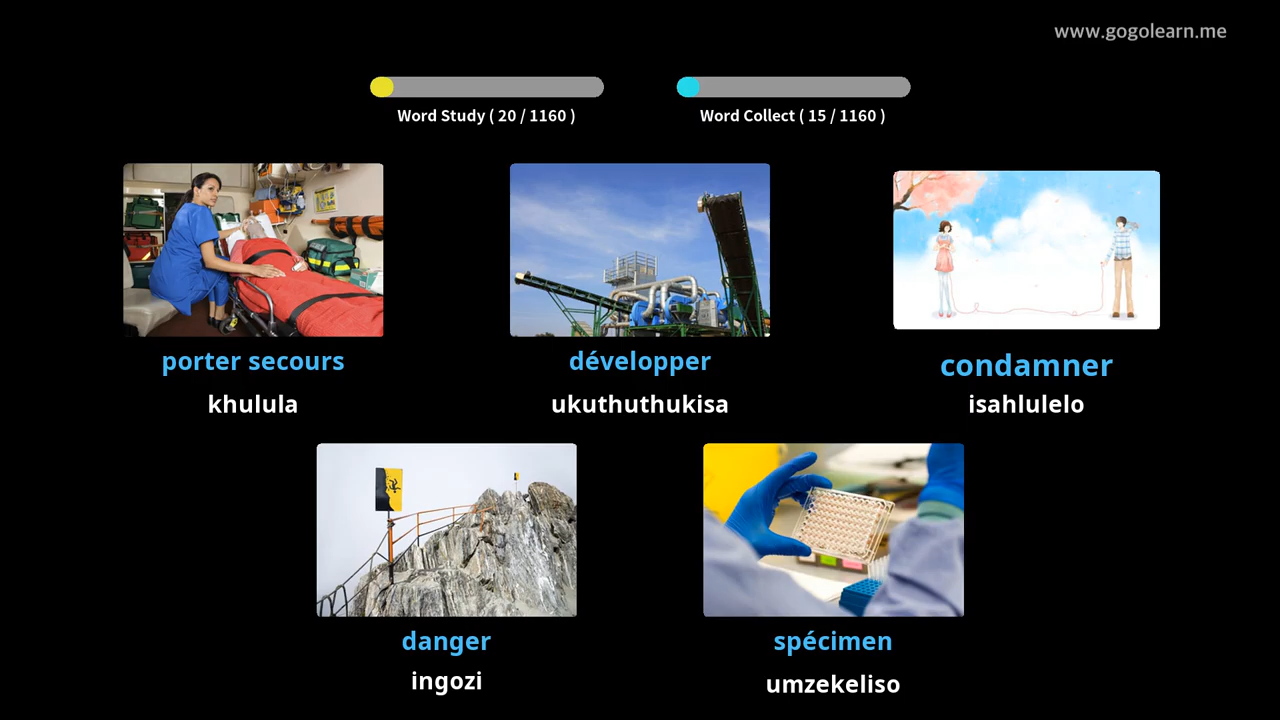 www.gogolearn.me
Word Study ( 20 / 1160 )
Word Collect ( 15 / 1160 )
porter secours
khulula
développer
ukuthuthukisa
condamner
isahlulelo
danger
ingozi
spécimen
umzekeliso